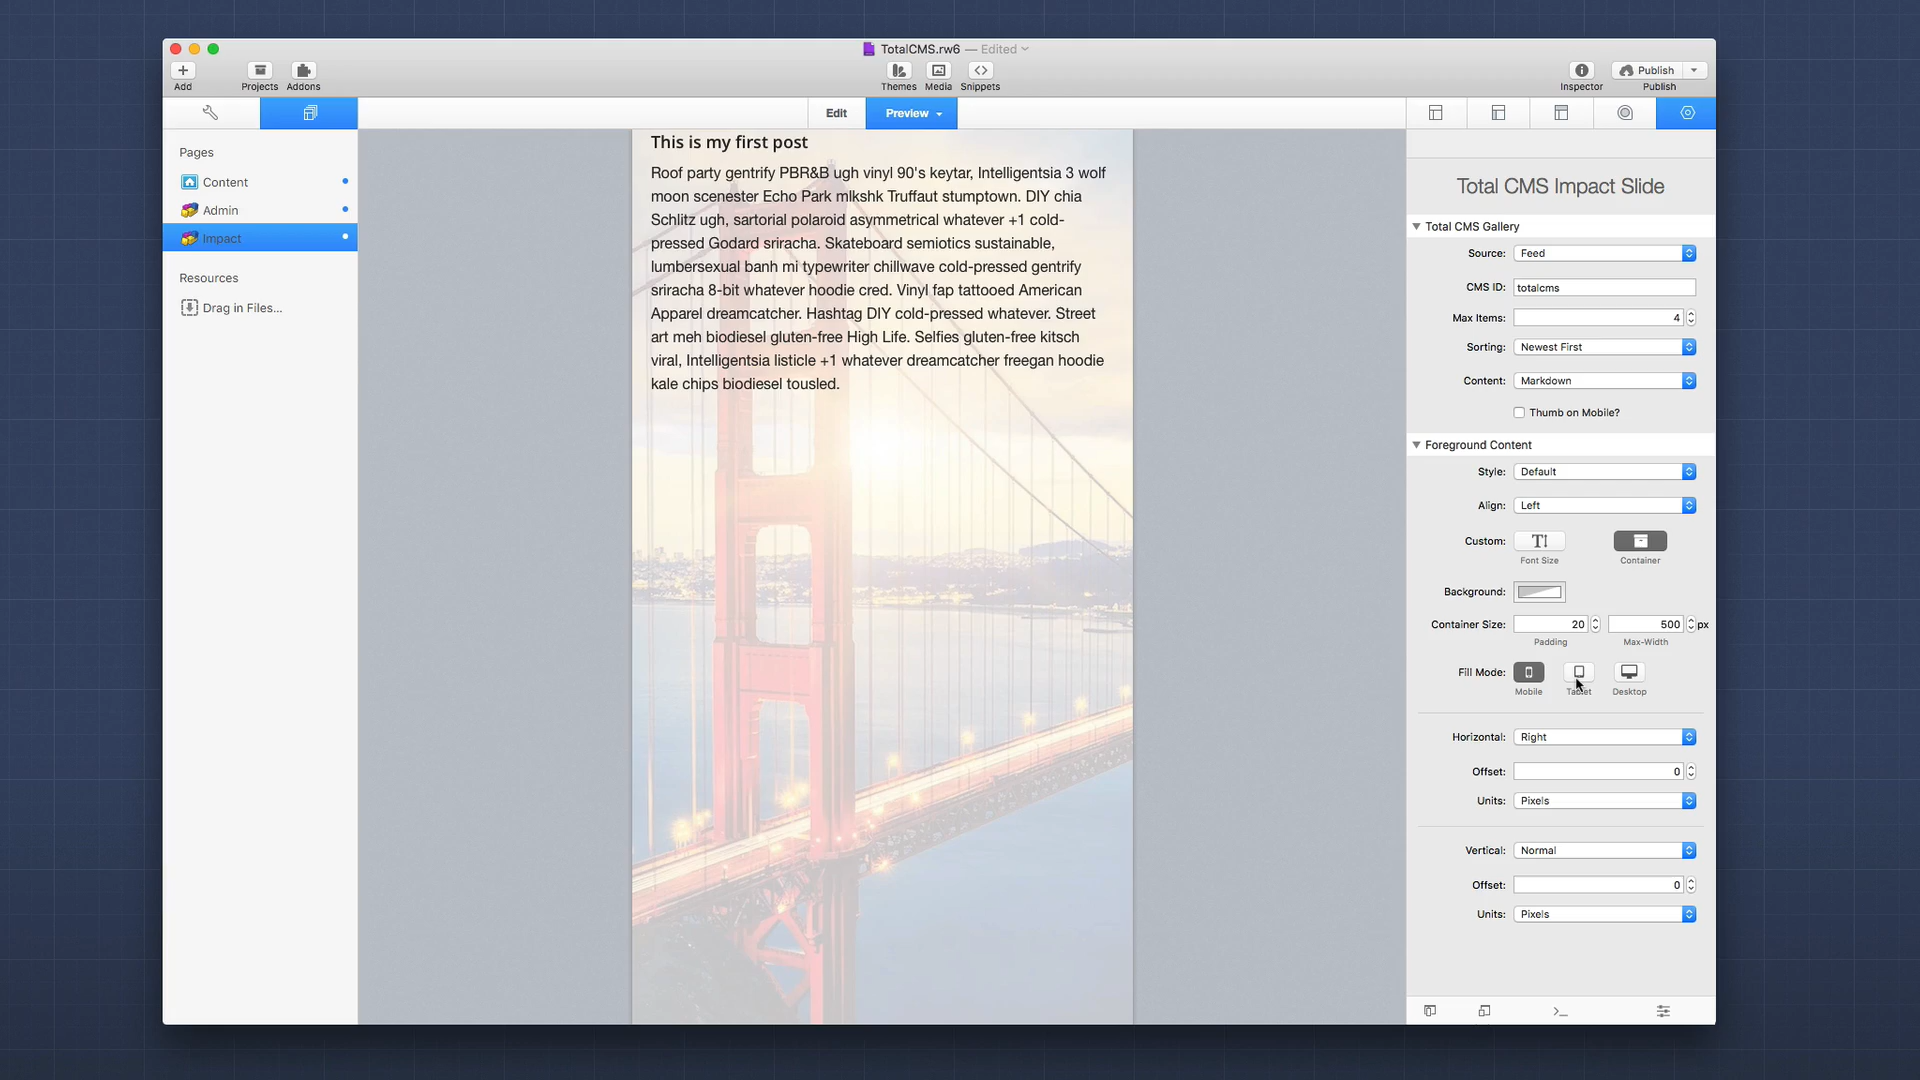 TotalCMS.rw6 — Edited
Add
Projects
Addons
Themes
Media
Snippets
Inspector
Publish
Publish
Edit
Preview
Pages
Content
Admin
Impact
Resources
Drag in Files...
This is my first post
Roof party gentrify PBR&B ugh vinyl 90's keytar, Intelligentsia 3 wolf
moon scenester Echo Park mlkshk Truffaut stumptown. DIY chia
Schlitz ugh, sartorial polaroid asymmetrical whatever +1 cold-
pressed Godard sriracha. Skateboard semiotics sustainable,
lumbersexual banh mi typewriter chillwave cold-pressed gentrify
sriracha 8-bit whatever hoodie cred. Vinyl fap tattooed American
Apparel dreamcatcher. Hashtag DIY cold-pressed whatever. Street
art meh biodiesel gluten-free High Life. Selfies gluten-free kitsch
viral, Intelligentsia listicle +1 whatever dreamcatcher freegan hoodie
kale chips biodiesel tousled.
Total CMS Impact Slide
Total CMS Gallery
Source: Feed
CMS ID: totalcms
Max Items: 4
Sorting: Newest First
Content: Markdown
Thumb on Mobile?
Foreground Content
Style: Default
Align: Left
Custom:
Font Size
Container
Background:
Container Size: 20 500 px
Padding Max-Width
Fill Mode:
Mobile Tablet Desktop
Horizontal: Right
Offset: 0
Units: Pixels
Vertical: Normal
Offset: 0
Units: Pixels